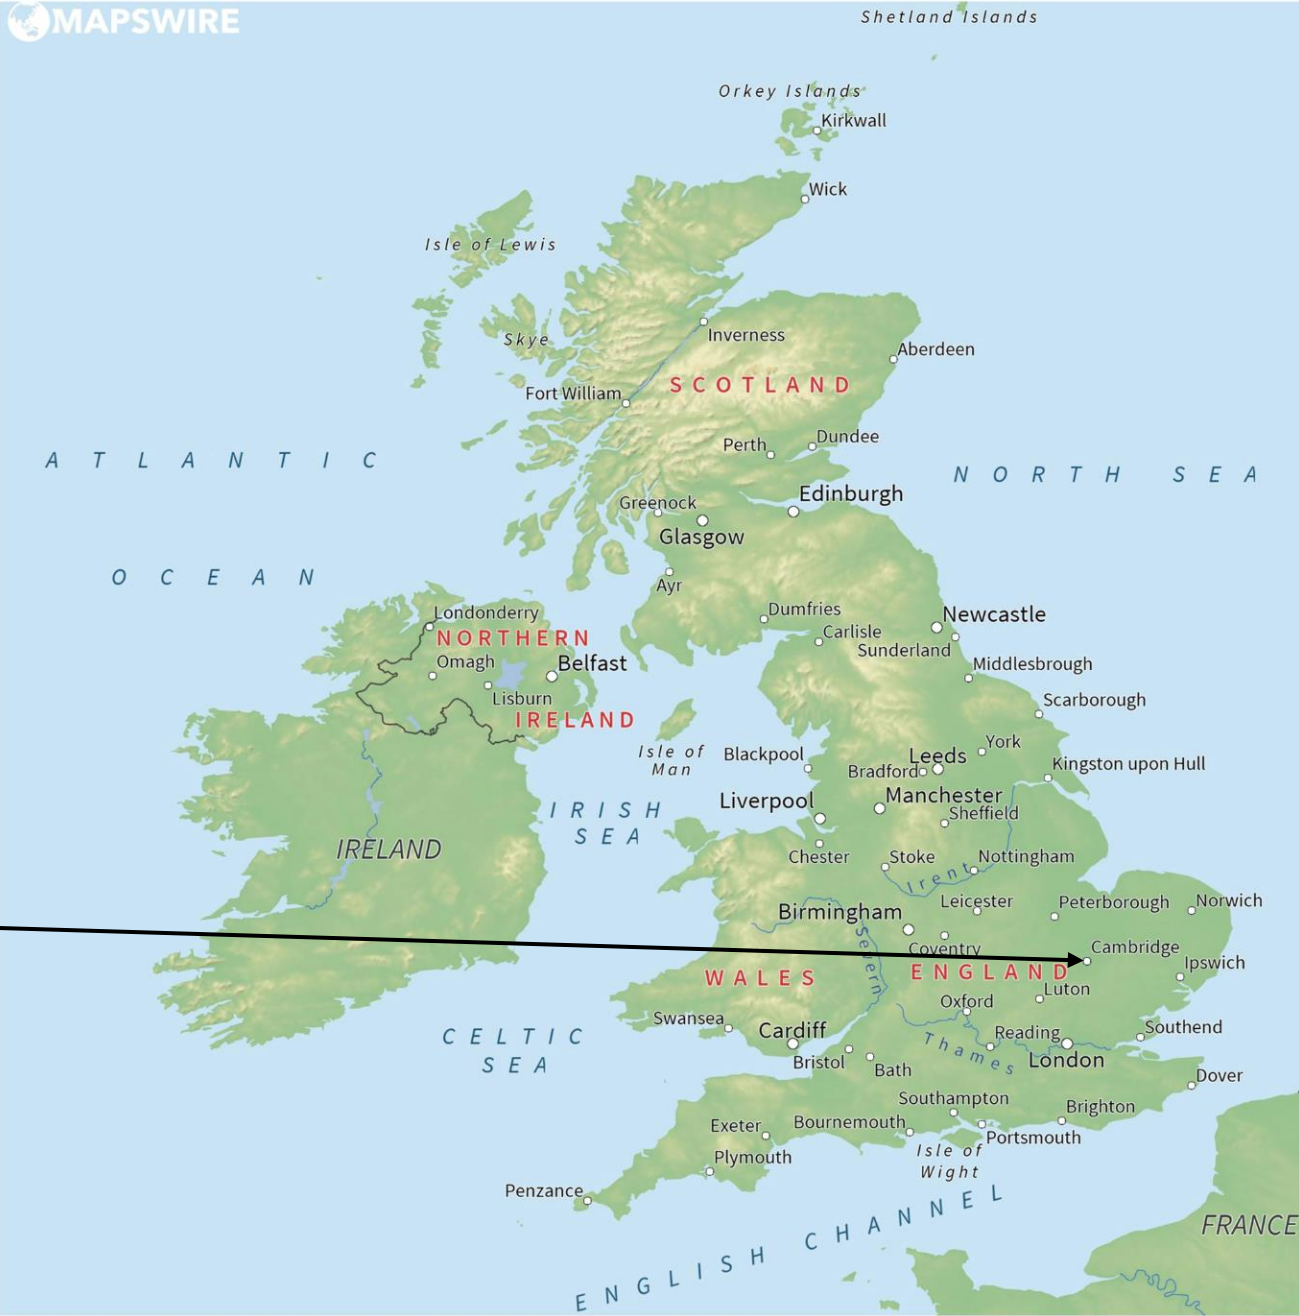 MAPSWIRE
Shetland Islands
Orkey Islands
Kirkwall
Wick
Isle of Lewis
Skye
Inverness
Aberdeen
SCOTLAND
Fort William
Dundee
Perth
ATLANTIC
NORTH SEA
Edinburgh
Greenock
Glasgow
OCEAN
Ayr
Dumfries
Londonderry
Newcastle
Carlisle
NORTHERN
Sunderland
Omagh
Belfast
Middlesbrough
Lisburn
Scarborough
IRELAND
York
Isle of
Man
Blackpool
Leeds
Bradford
Kingston upon Hull
Manchester
Liverpool
IRISH
SEA
Sheffield
IRELAND
Chester
Stoke
Nottingham
Irent
Leicester
Peterborough
Norwich
Birmingham
Coventry
Cambridge
Severn
Ipswich
WALES
ENGLAND
Luton
Oxford
Swansea
Cardiff
Reading
Southend
CELTIC
SEA
Thames
London
Bristol
Bath
Dover
Southampton
Brighton
Exeter
Bournemouth
Portsmouth
Isle of
Wight
Plymouth
Penzance
FRANCE
ENGLISH CHANNEL